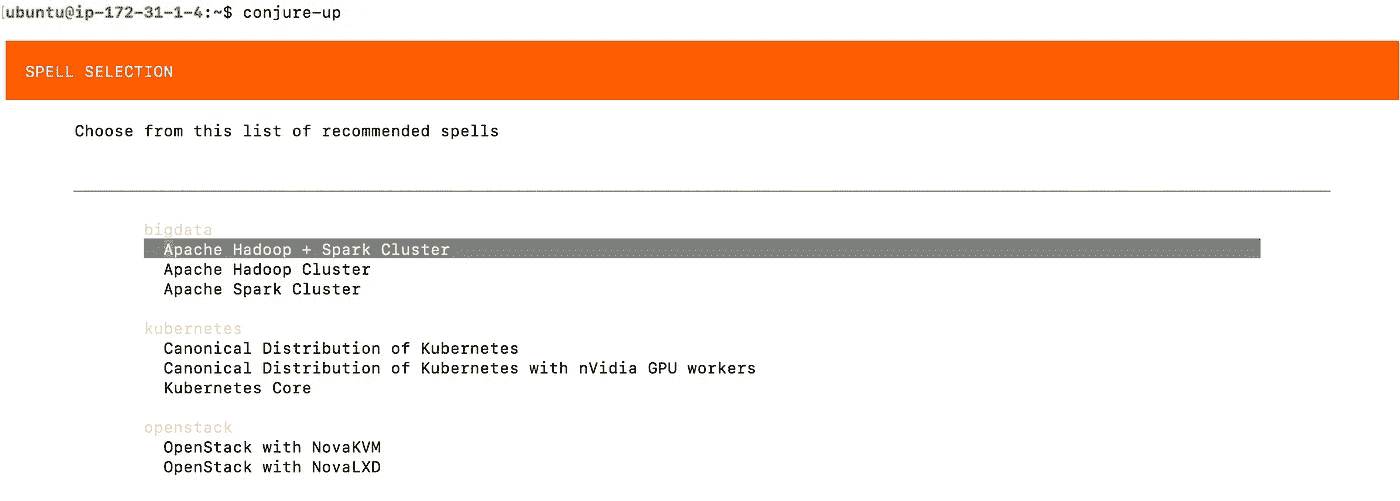 [ubuntu@ip-172-31-1-4:~$ conjure-up
SPELL SELECTION
Choose from this list of recommended spells
bigdata
Apache Hadoop + Spark Cluster
Apache Hadoop Cluster
Apache Spark Cluster
kubernetes
Canonical Distribution of Kubernetes
Canonical Distribution of Kubernetes with nVidia GPU workers
Kubernetes Core
openstack
OpenStack with NovaKVM
OpenStack with NovaLXD